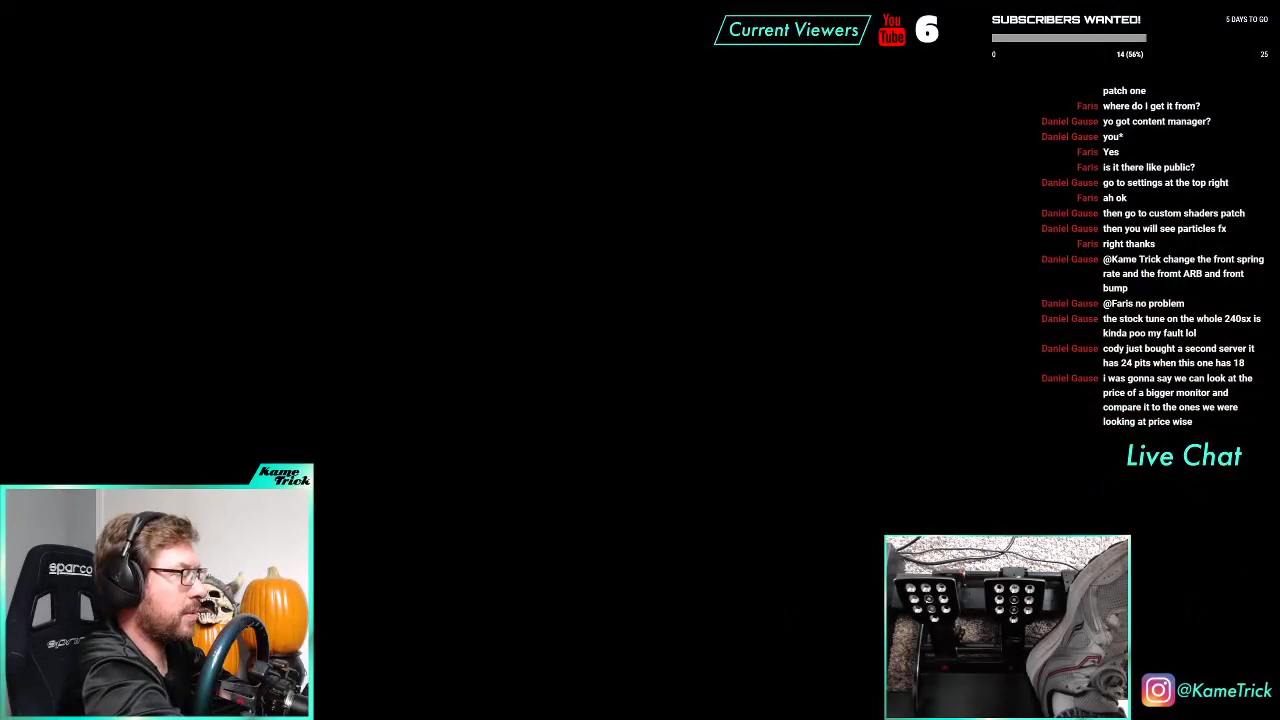 Current Viewers
You
Tube
6
SUBSCRIBERS WANTED!
5 DAYS TO GO
0
14 (56%)
25
patch one
Faris where do I get it from?
Daniel Gause yo got content manager?
Daniel Gause you*
Faris Yes
Faris is it there like public?
Daniel Gause go to settings at the top right
Faris ah ok
Daniel Gause then go to custom shaders patch
Daniel Gause then you will see particles fx
Faris right thanks
Daniel Gause @Kame Trick change the front spring
rate and the fromt ARB and front
bump
Daniel Gause @Faris no problem
Daniel Gause the stock tune on the whole 240sx is
kinda poo my fault lol
Daniel Gause cody just bought a second server it
has 24 pits when this one has 18
Daniel Gause i was gonna say we can look at the
price of a bigger monitor and
compare it to the ones we were
looking at price wise
Live Chat
Kame
Trick
sparco
@KameTrick